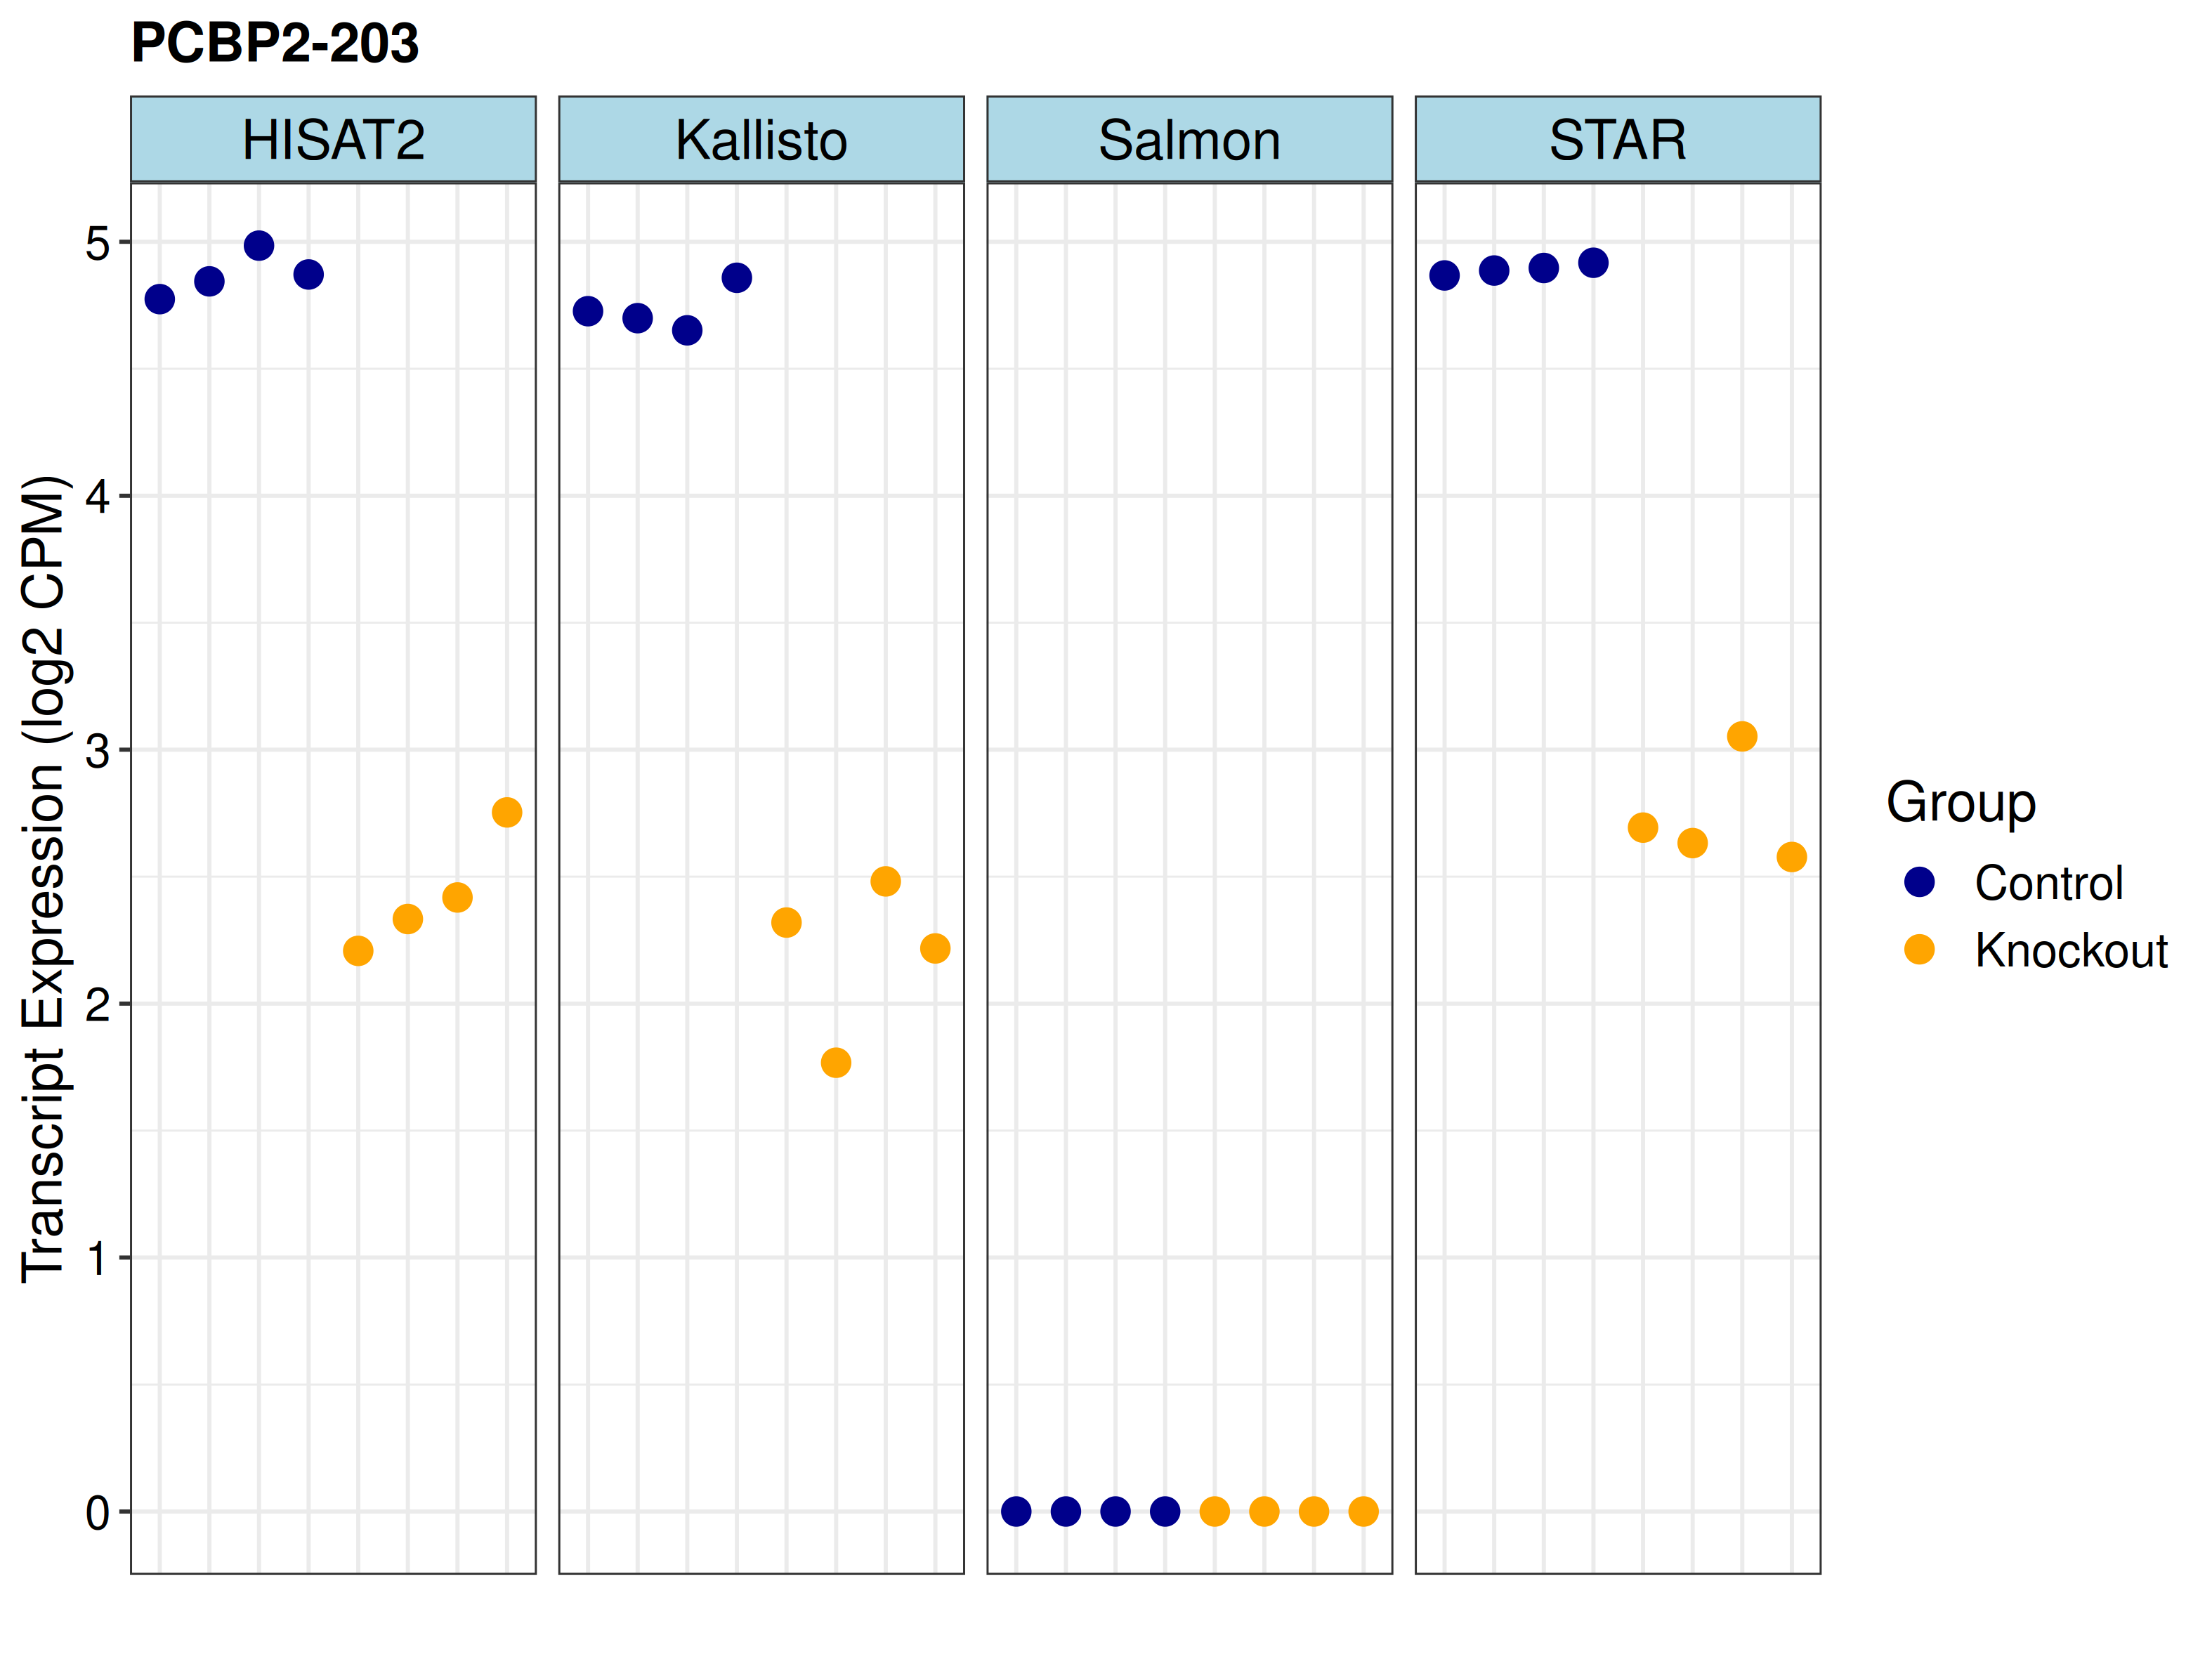 PCBP2-203
HISAT2 Kallisto Salmon STAR
Transcript Expression (log2 CPM)
5
4
3
2
1
0
Group
Control
Knockout